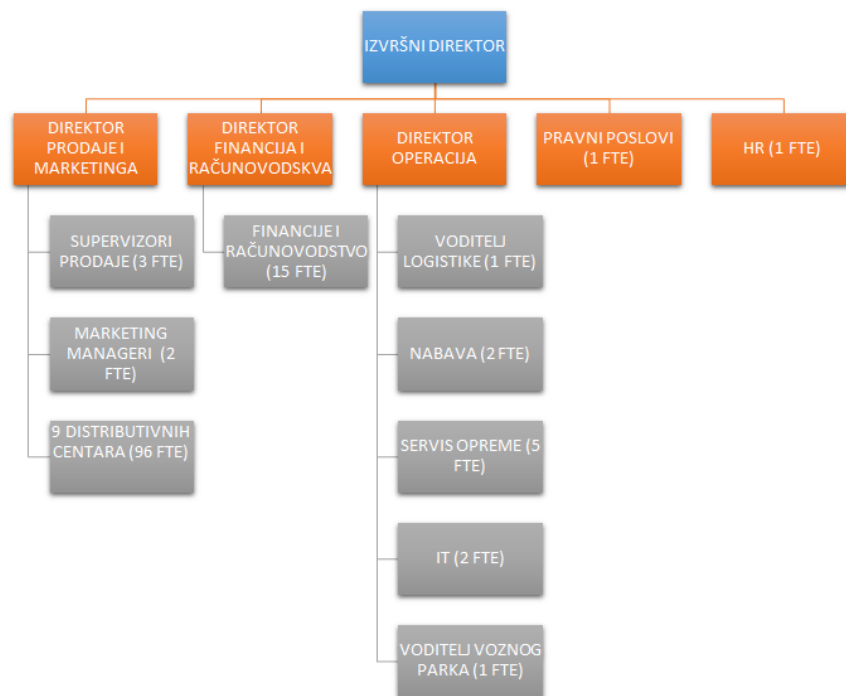 IZVRŠNI DIREKTOR
DIREKTOR
PRODAJE I
MARKETINGA
DIREKTOR
FINANCIJA I
RAČUNOVODSKVA
DIREKTOR
OPERACIJA
PRAVNI POSLOVI
(1 FTE)
HR (1 FTE)
SUPERVIZORI
PRODAJE (3 FTE)
MARKETING
MANAGERI (2
FTE)
9 DISTRIBUTIVNIH
CENTARA (96 FTE)
FINANCIJE I
RAČUNOVODSTVO
(15 FTE)
VODITELJ
LOGISTIKE (1 FTE)
NABAVA (2 FTE)
SERVIS OPREME (5
FTE)
IT (2 FTE)
VODITELJ VOZNOG
PARKA (1 FTE)